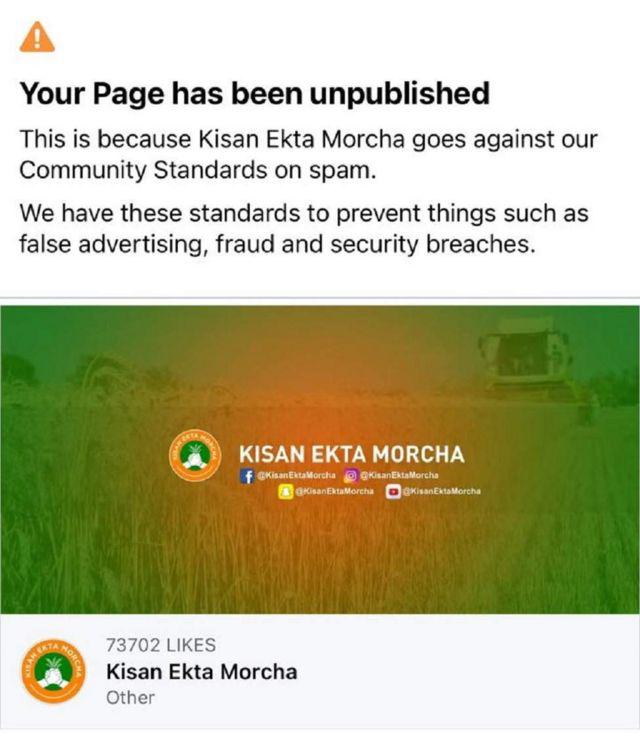 Your Page has been unpublished
This is because Kisan Ekta Morcha goes against our
Community Standards on spam.
We have these standards to prevent things such as
false advertising, fraud and security breaches.
KISAN EKTA MORCHA
KISAN EKTA MORCHA
@KisanEktaMorcha @KisanEktaMorcha
@KisanEktaMorcha @KisanEktaMorcha
KISAN EKTA MORCHA
73702 LIKES
Kisan Ekta Morcha
Other